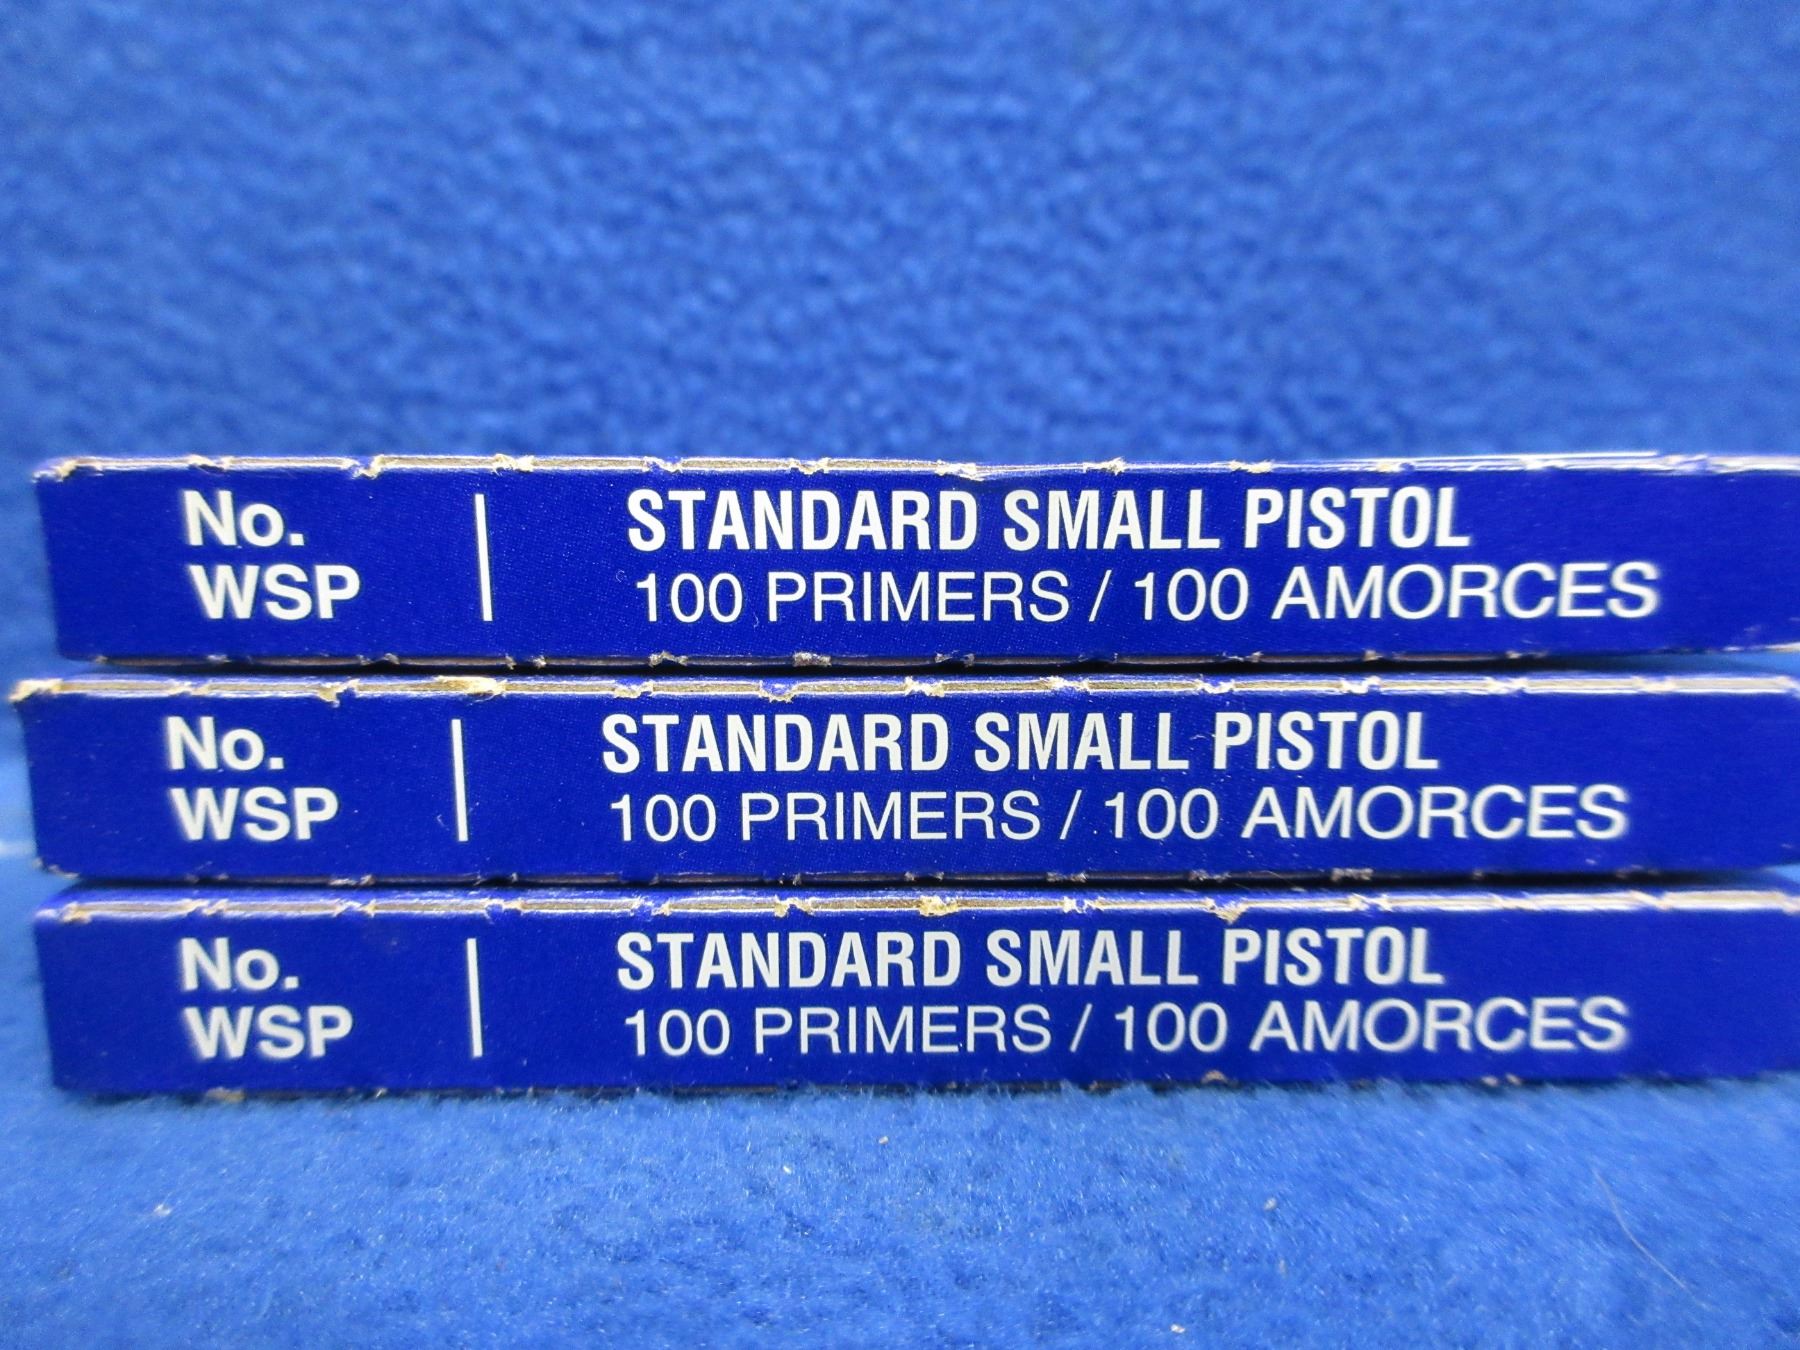 No.
WSP
STANDARD SMALL PISTOL
100 PRIMERS / 100 AMORCES
No.
WSP
STANDARD SMALL PISTOL
100 PRIMERS / 100 AMORCES
No.
WSP
STANDARD SMALL PISTOL
100 PRIMERS / 100 AMORCES